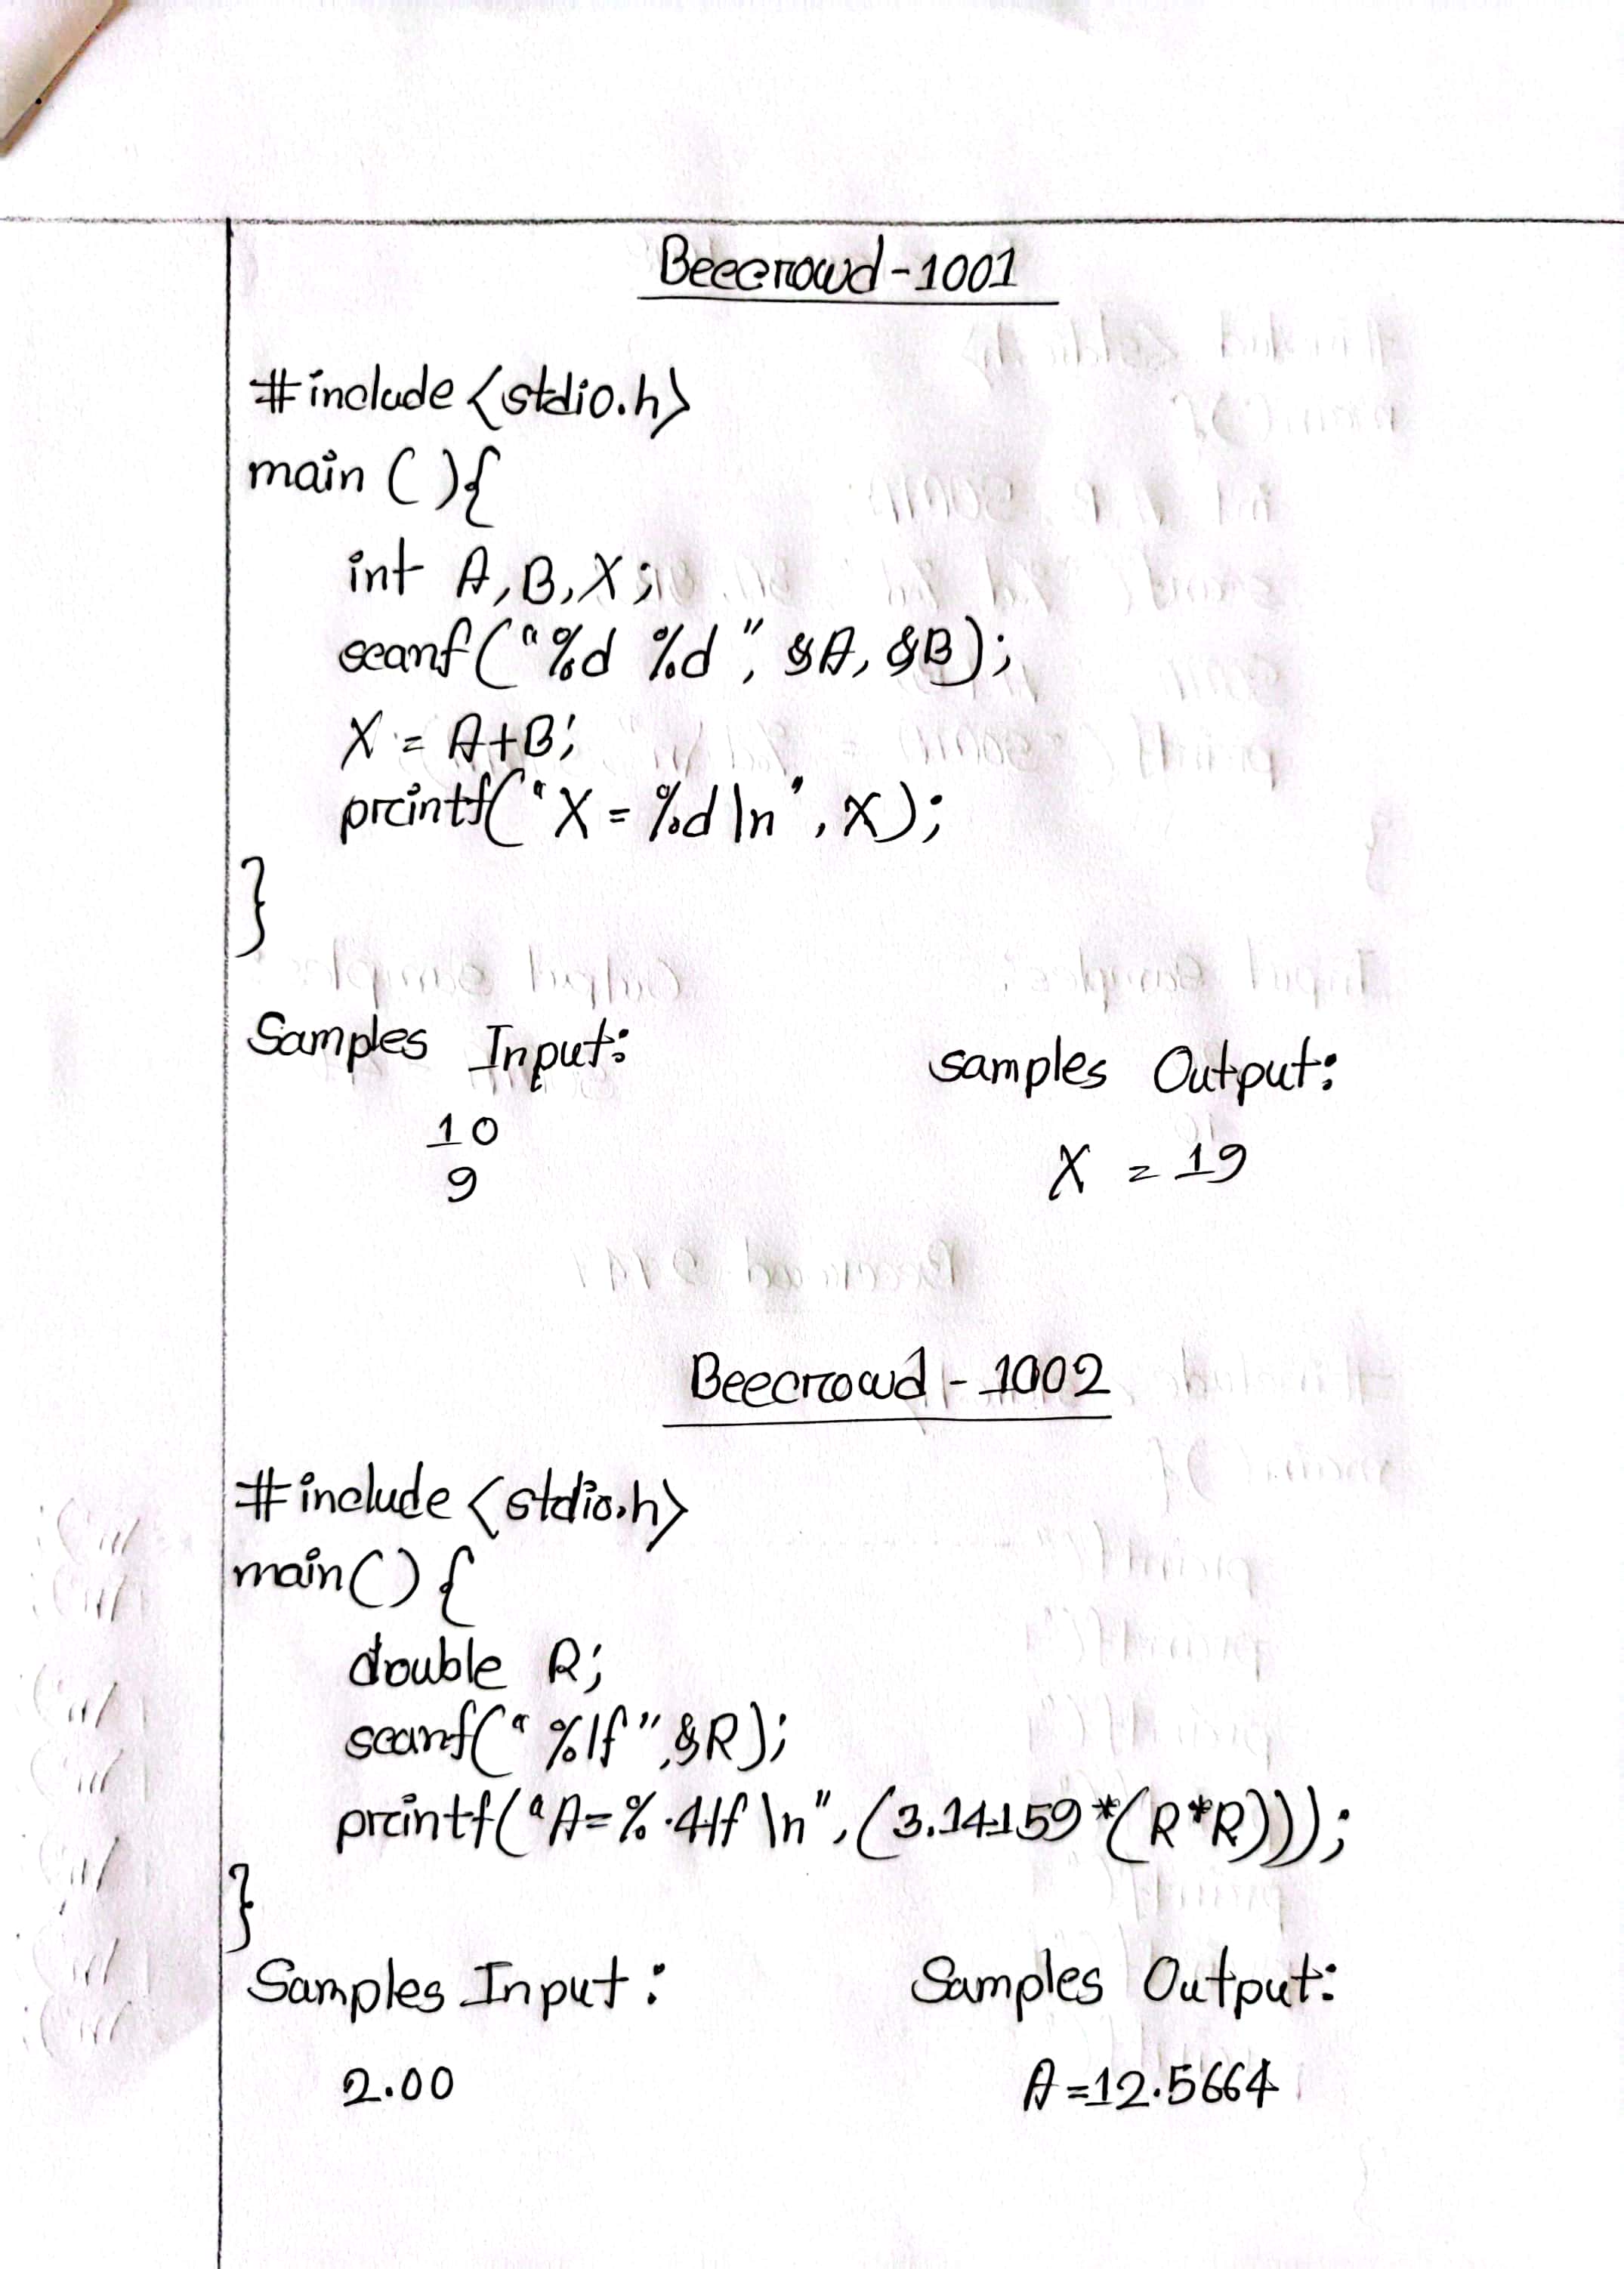 Beecrowd-1001
#include <stdio.h>
main ( ){
int A, B, X;
scanf("%d %d", &A, &B);
X = A+B;
printf("X = %d\n", X);
}
Samples Input:
samples Output:
10
9
X = 19
Beecrowd - 1002
#include <stdio.h>
main() {
double R;
scanf("%lf",&R);
printf("A=%.4lf \n", (3.14159*(R*R)));
}
Samples Input:
Samples Output:
2.00
A=12.5664